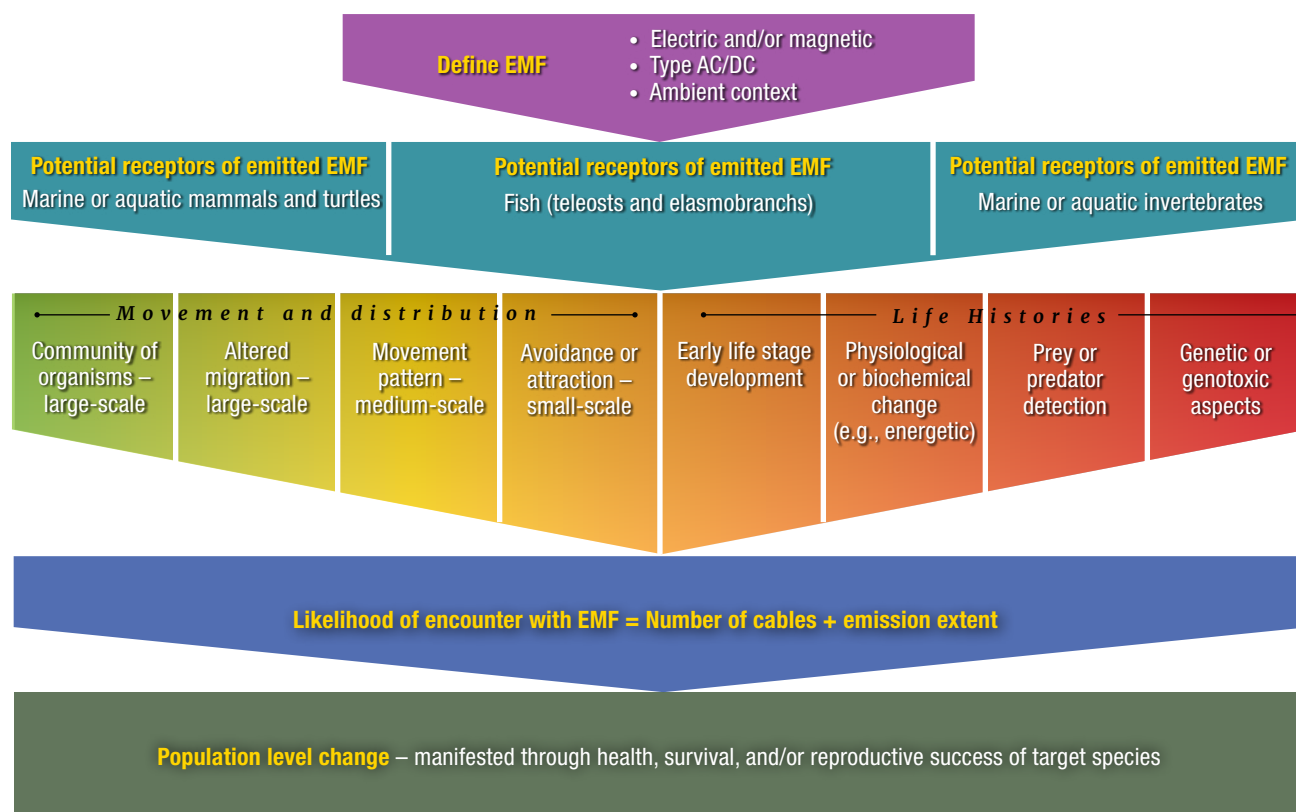 Define EMF
• Electric and/or magnetic
• Type AC/DC
• Ambient context
Potential receptors of emitted EMF
Marine or aquatic mammals and turtles
Potential receptors of emitted EMF
Fish (teleosts and elasmobranchs)
Potential receptors of emitted EMF
Marine or aquatic invertebrates
Movement and distribution
Community of
organisms –
large-scale
Altered
migration –
large-scale
Movement
pattern –
medium-scale
Avoidance or
attraction –
small-scale
Life Histories
Early life stage
development
Physiological
or biochemical
change
(e.g., energetic)
Prey or
predator
detection
Genetic or
genotoxic
aspects
Likelihood of encounter with EMF = Number of cables + emission extent
Population level change – manifested through health, survival, and/or reproductive success of target species